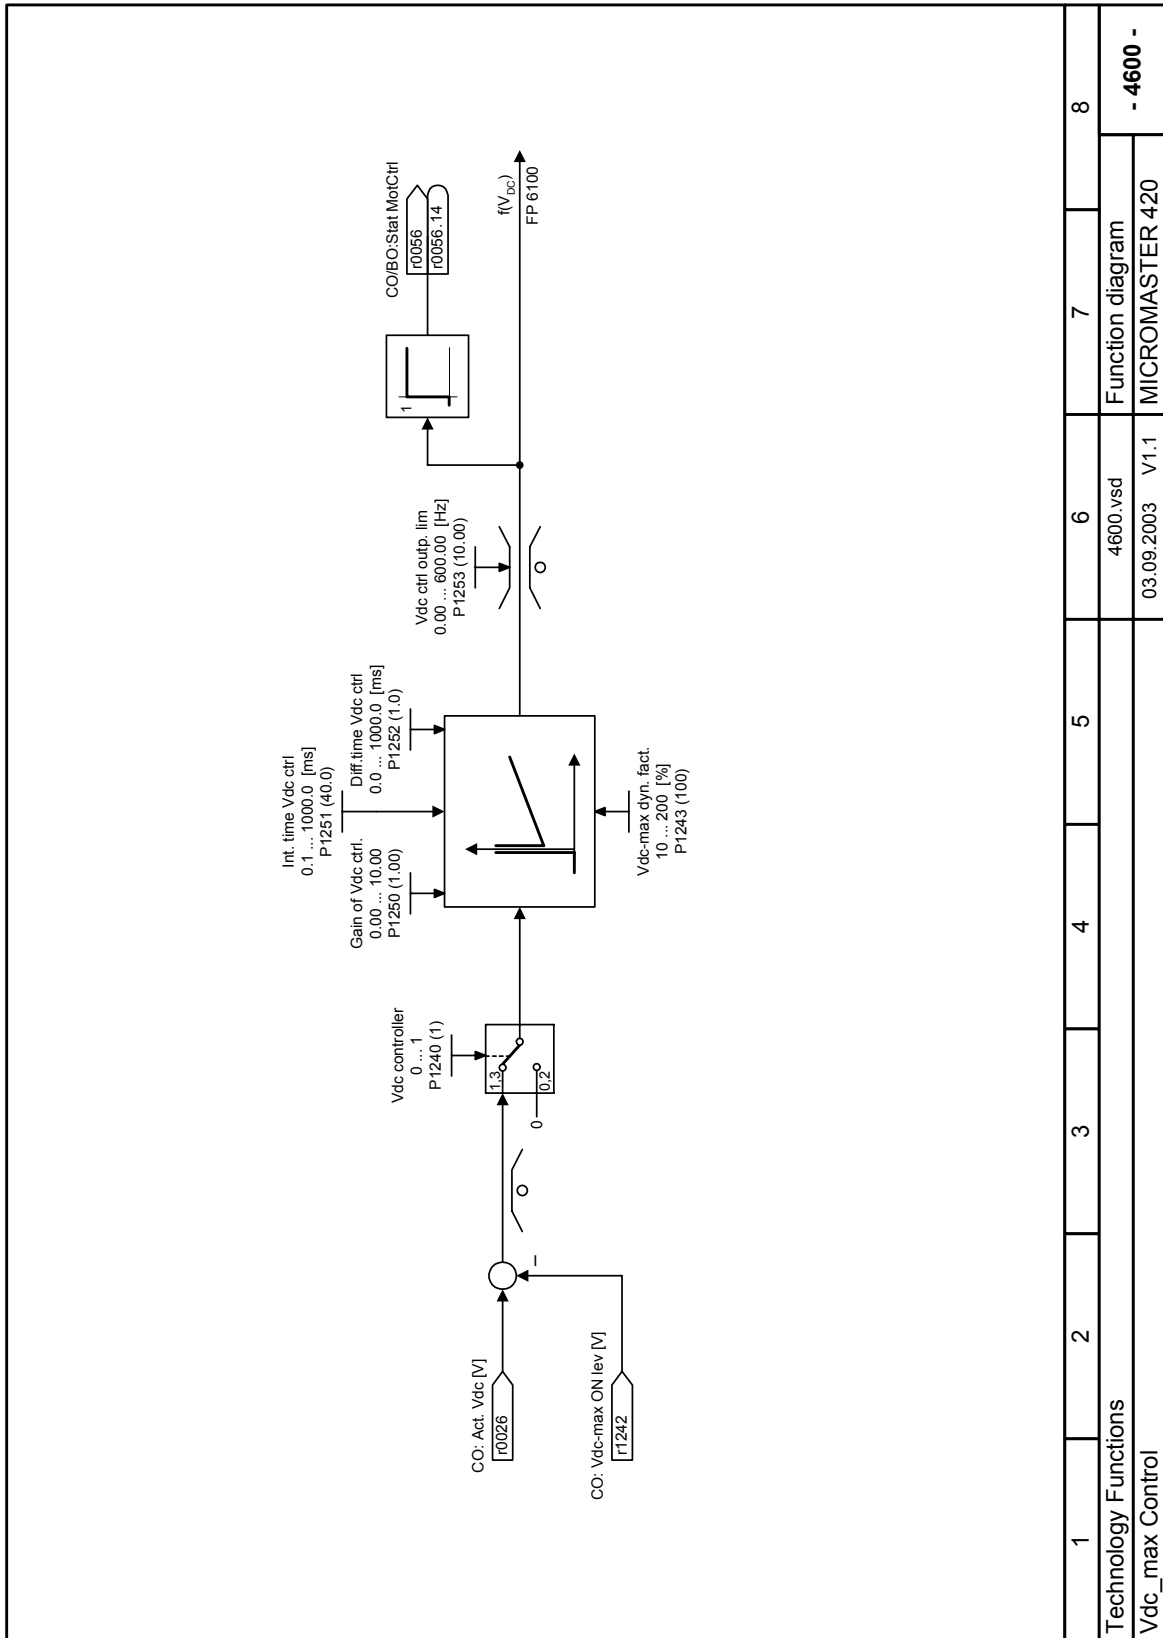 Int. time Vdc ctrl
0.1 ... 1000.0 [ms]
P1251 (40.0)
Gain of Vdc ctrl.
0.00 ... 10.00
P1250 (1.00)
Diff.time Vdc ctrl
0.0 ... 1000.0 [ms]
P1252 (1.0)
Vdc controller
0 ... 1
P1240 (1)
Vdc ctrl outp. lim
0.00 ... 600.00 [Hz]
P1253 (10.00)
CO/BO:Stat MotCtrl
r0056
r0056.14
1
CO: Act. Vdc [V]
r0026
1,3
0
0,2
f(VDC)
FP 6100
–
CO: Vdc-max ON lev [V]
r1242
Vdc-max dyn. fact.
10 ... 200 [%]
P1243 (100)
1 2 3 4 5 6 7 8
Technology Functions
Vdc_max Control
4600.vsd
03.09.2003 V1.1
Function diagram
MICROMASTER 420
- 4600 -